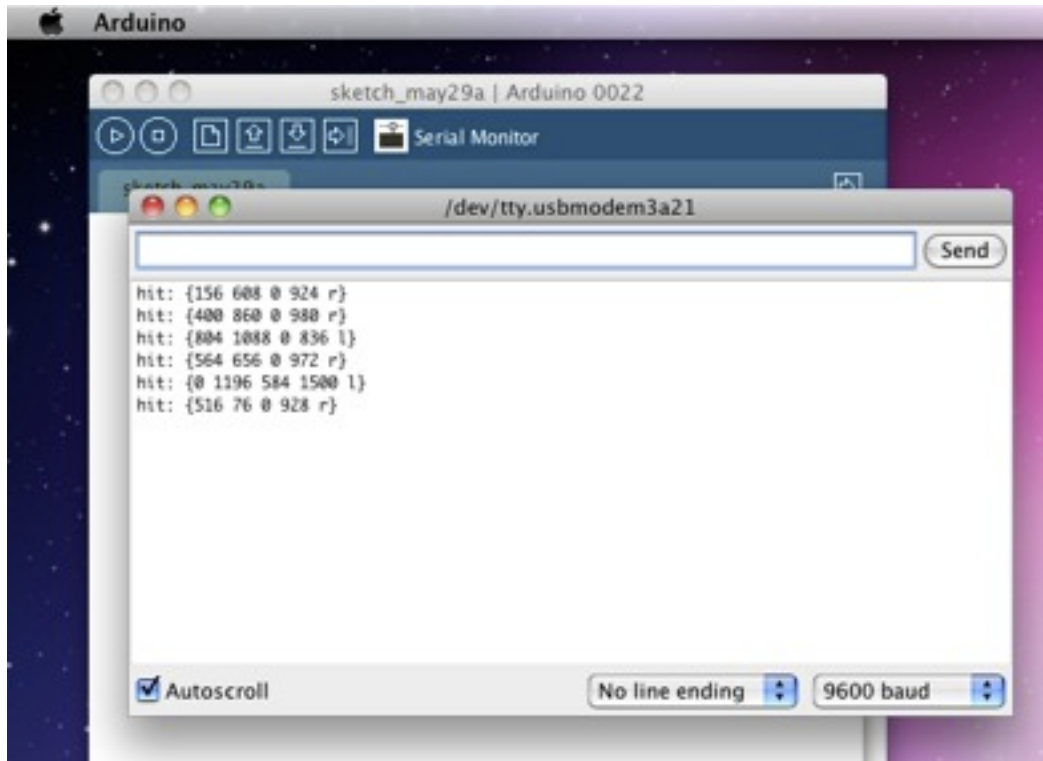 Arduino
sketch_may29a | Arduino 0022
Serial Monitor
sketch_may29a
/dev/tty.usbmodem3a21
Send
hit: {156 608 0 924 r}
hit: {400 860 0 980 r}
hit: {804 1088 0 836 l}
hit: {564 656 0 972 r}
hit: {0 1196 584 1500 l}
hit: {516 76 0 928 r}
Autoscroll
No line ending
9600 baud